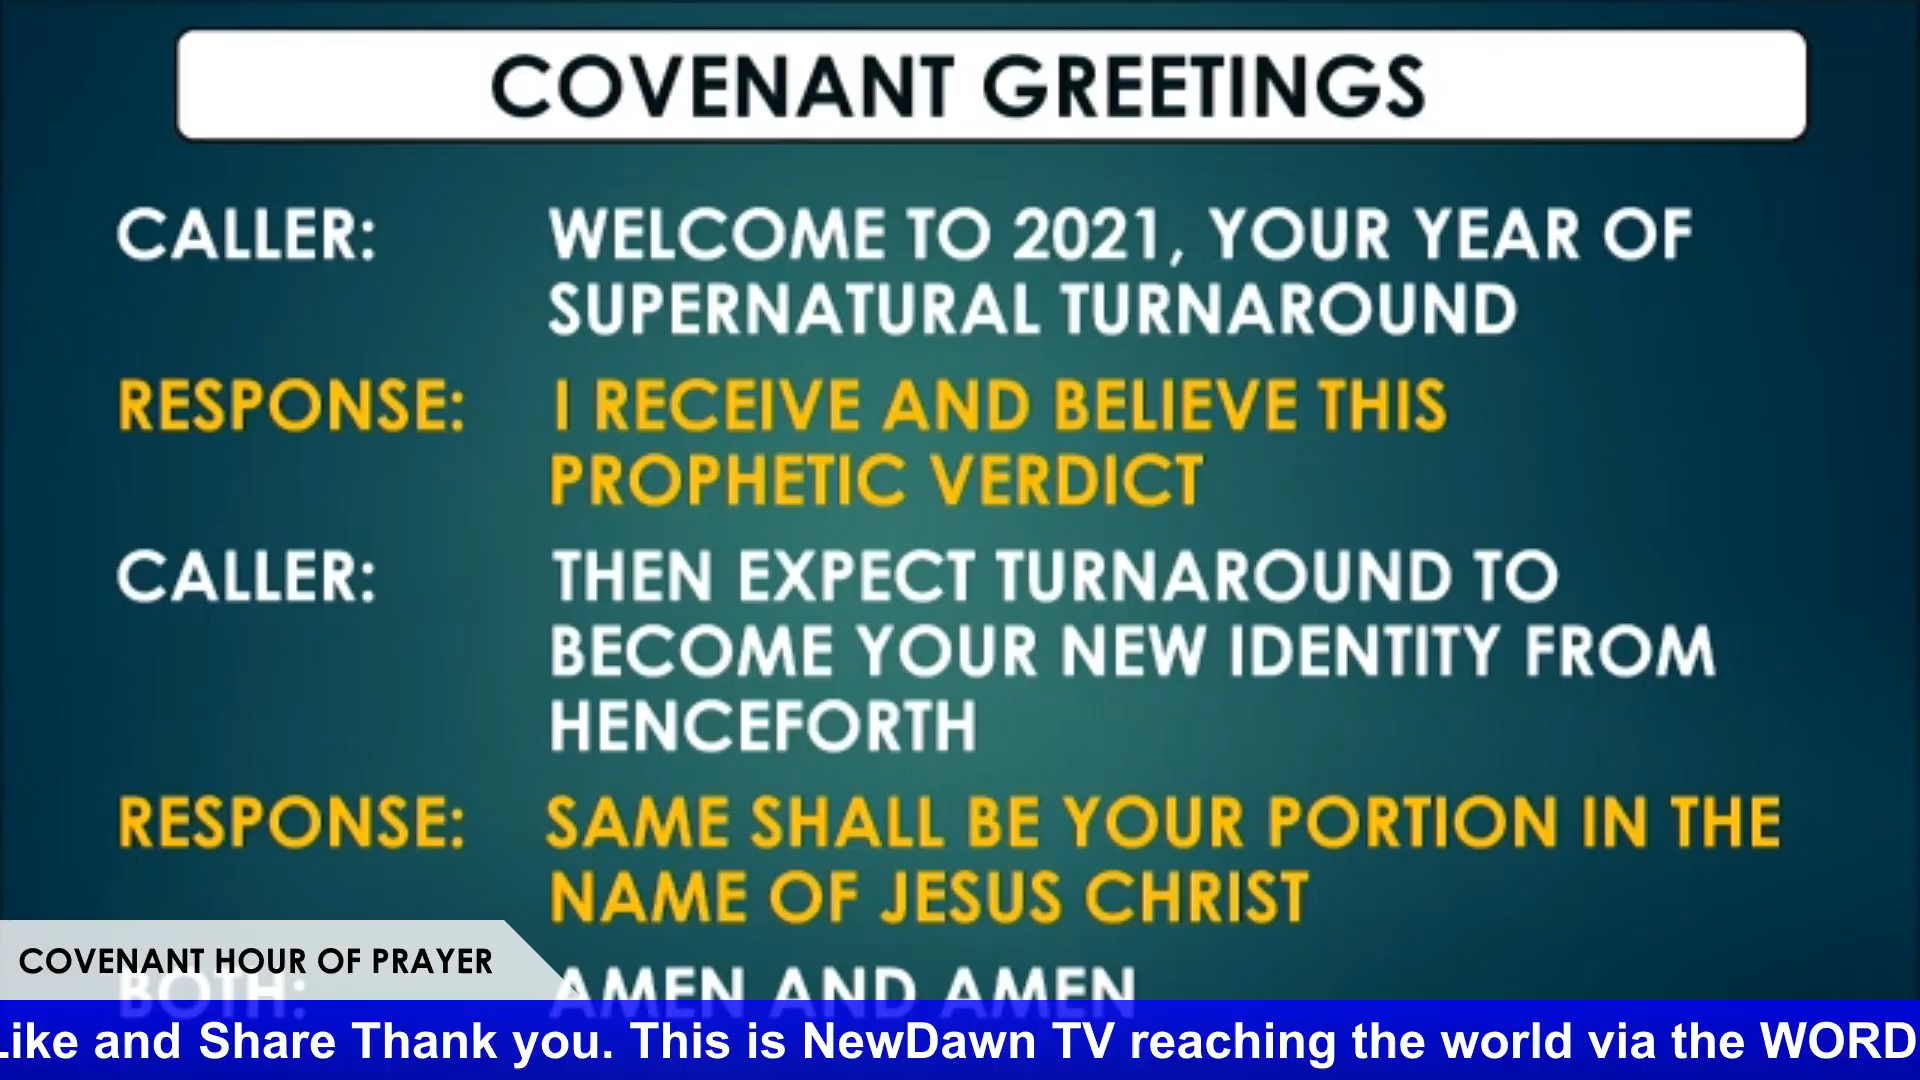 COVENANT GREETINGS
CALLER: WELCOME TO 2021, YOUR YEAR OF
SUPERNATURAL TURNAROUND
RESPONSE: I RECEIVE AND BELIEVE THIS
PROPHETIC VERDICT
CALLER: THEN EXPECT TURNAROUND TO
BECOME YOUR NEW IDENTITY FROM
HENCEFORTH
RESPONSE: SAME SHALL BE YOUR PORTION IN THE
NAME OF JESUS CHRIST
COVENANT HOUR OF PRAYER
BOTH: AMEN AND AMEN
Like and Share Thank you. This is NewDawn TV reaching the world via the WORD